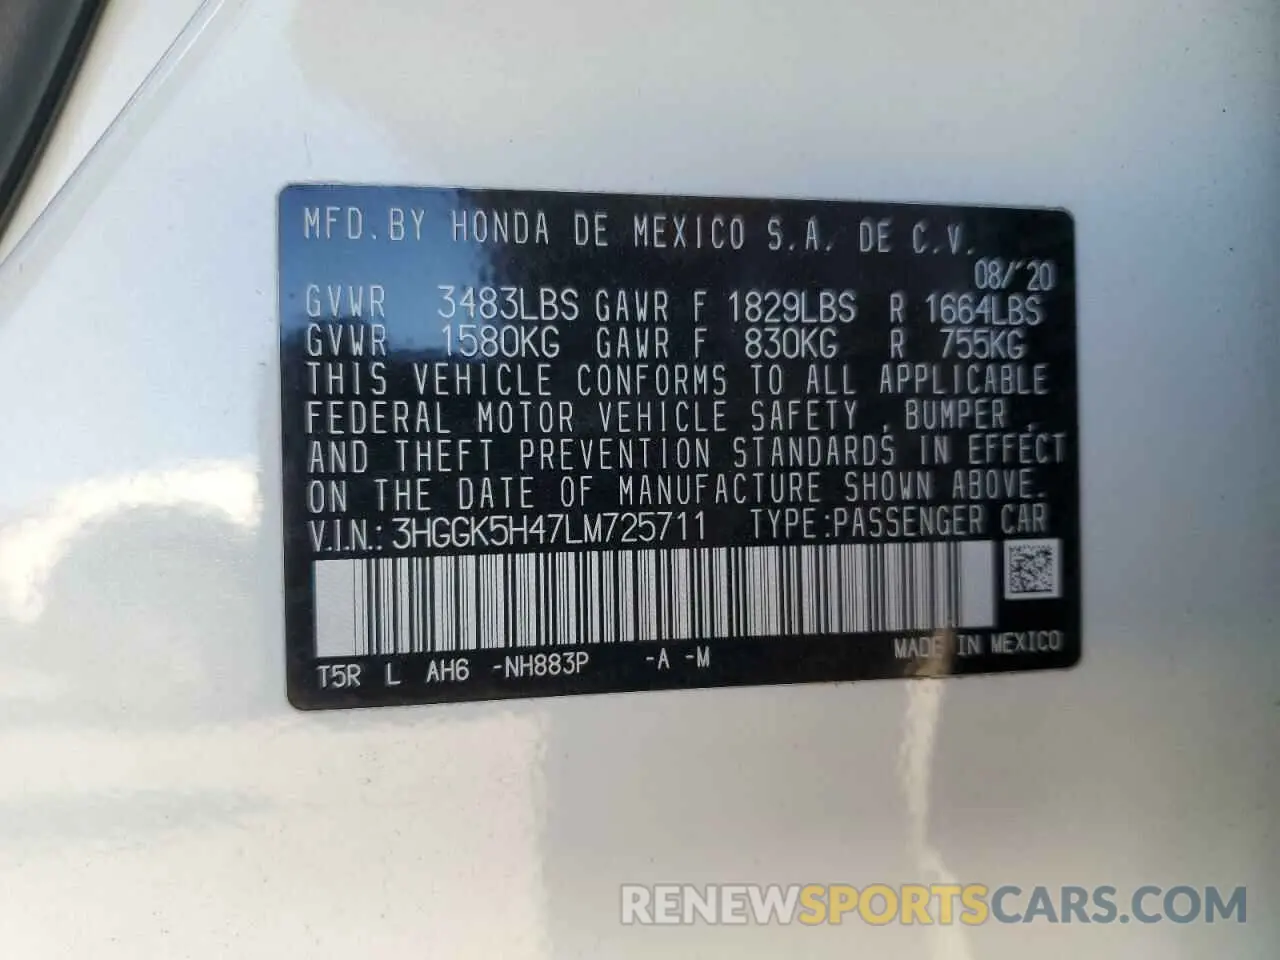 MFD. BY HONDA DE MEXICO S.A. DE C.V.
08/'20
GVWR 3483LBS GAWR F 1829LBS R 1664LBS
GVWR 1580KG GAWR F 830KG R 755KG
THIS VEHICLE CONFORMS TO ALL APPLICABLE
FEDERAL MOTOR VEHICLE SAFETY , BUMPER ,
AND THEFT PREVENTION STANDARDS IN EFFECT
ON THE DATE OF MANUFACTURE SHOWN ABOVE.
V.I.N.: 3HGGK5H47LM725711 TYPE:PASSENGER CAR
T5R L AH6 -NH883P -A -M MADE IN MEXICO
RENEWSPORTSCARS.COM